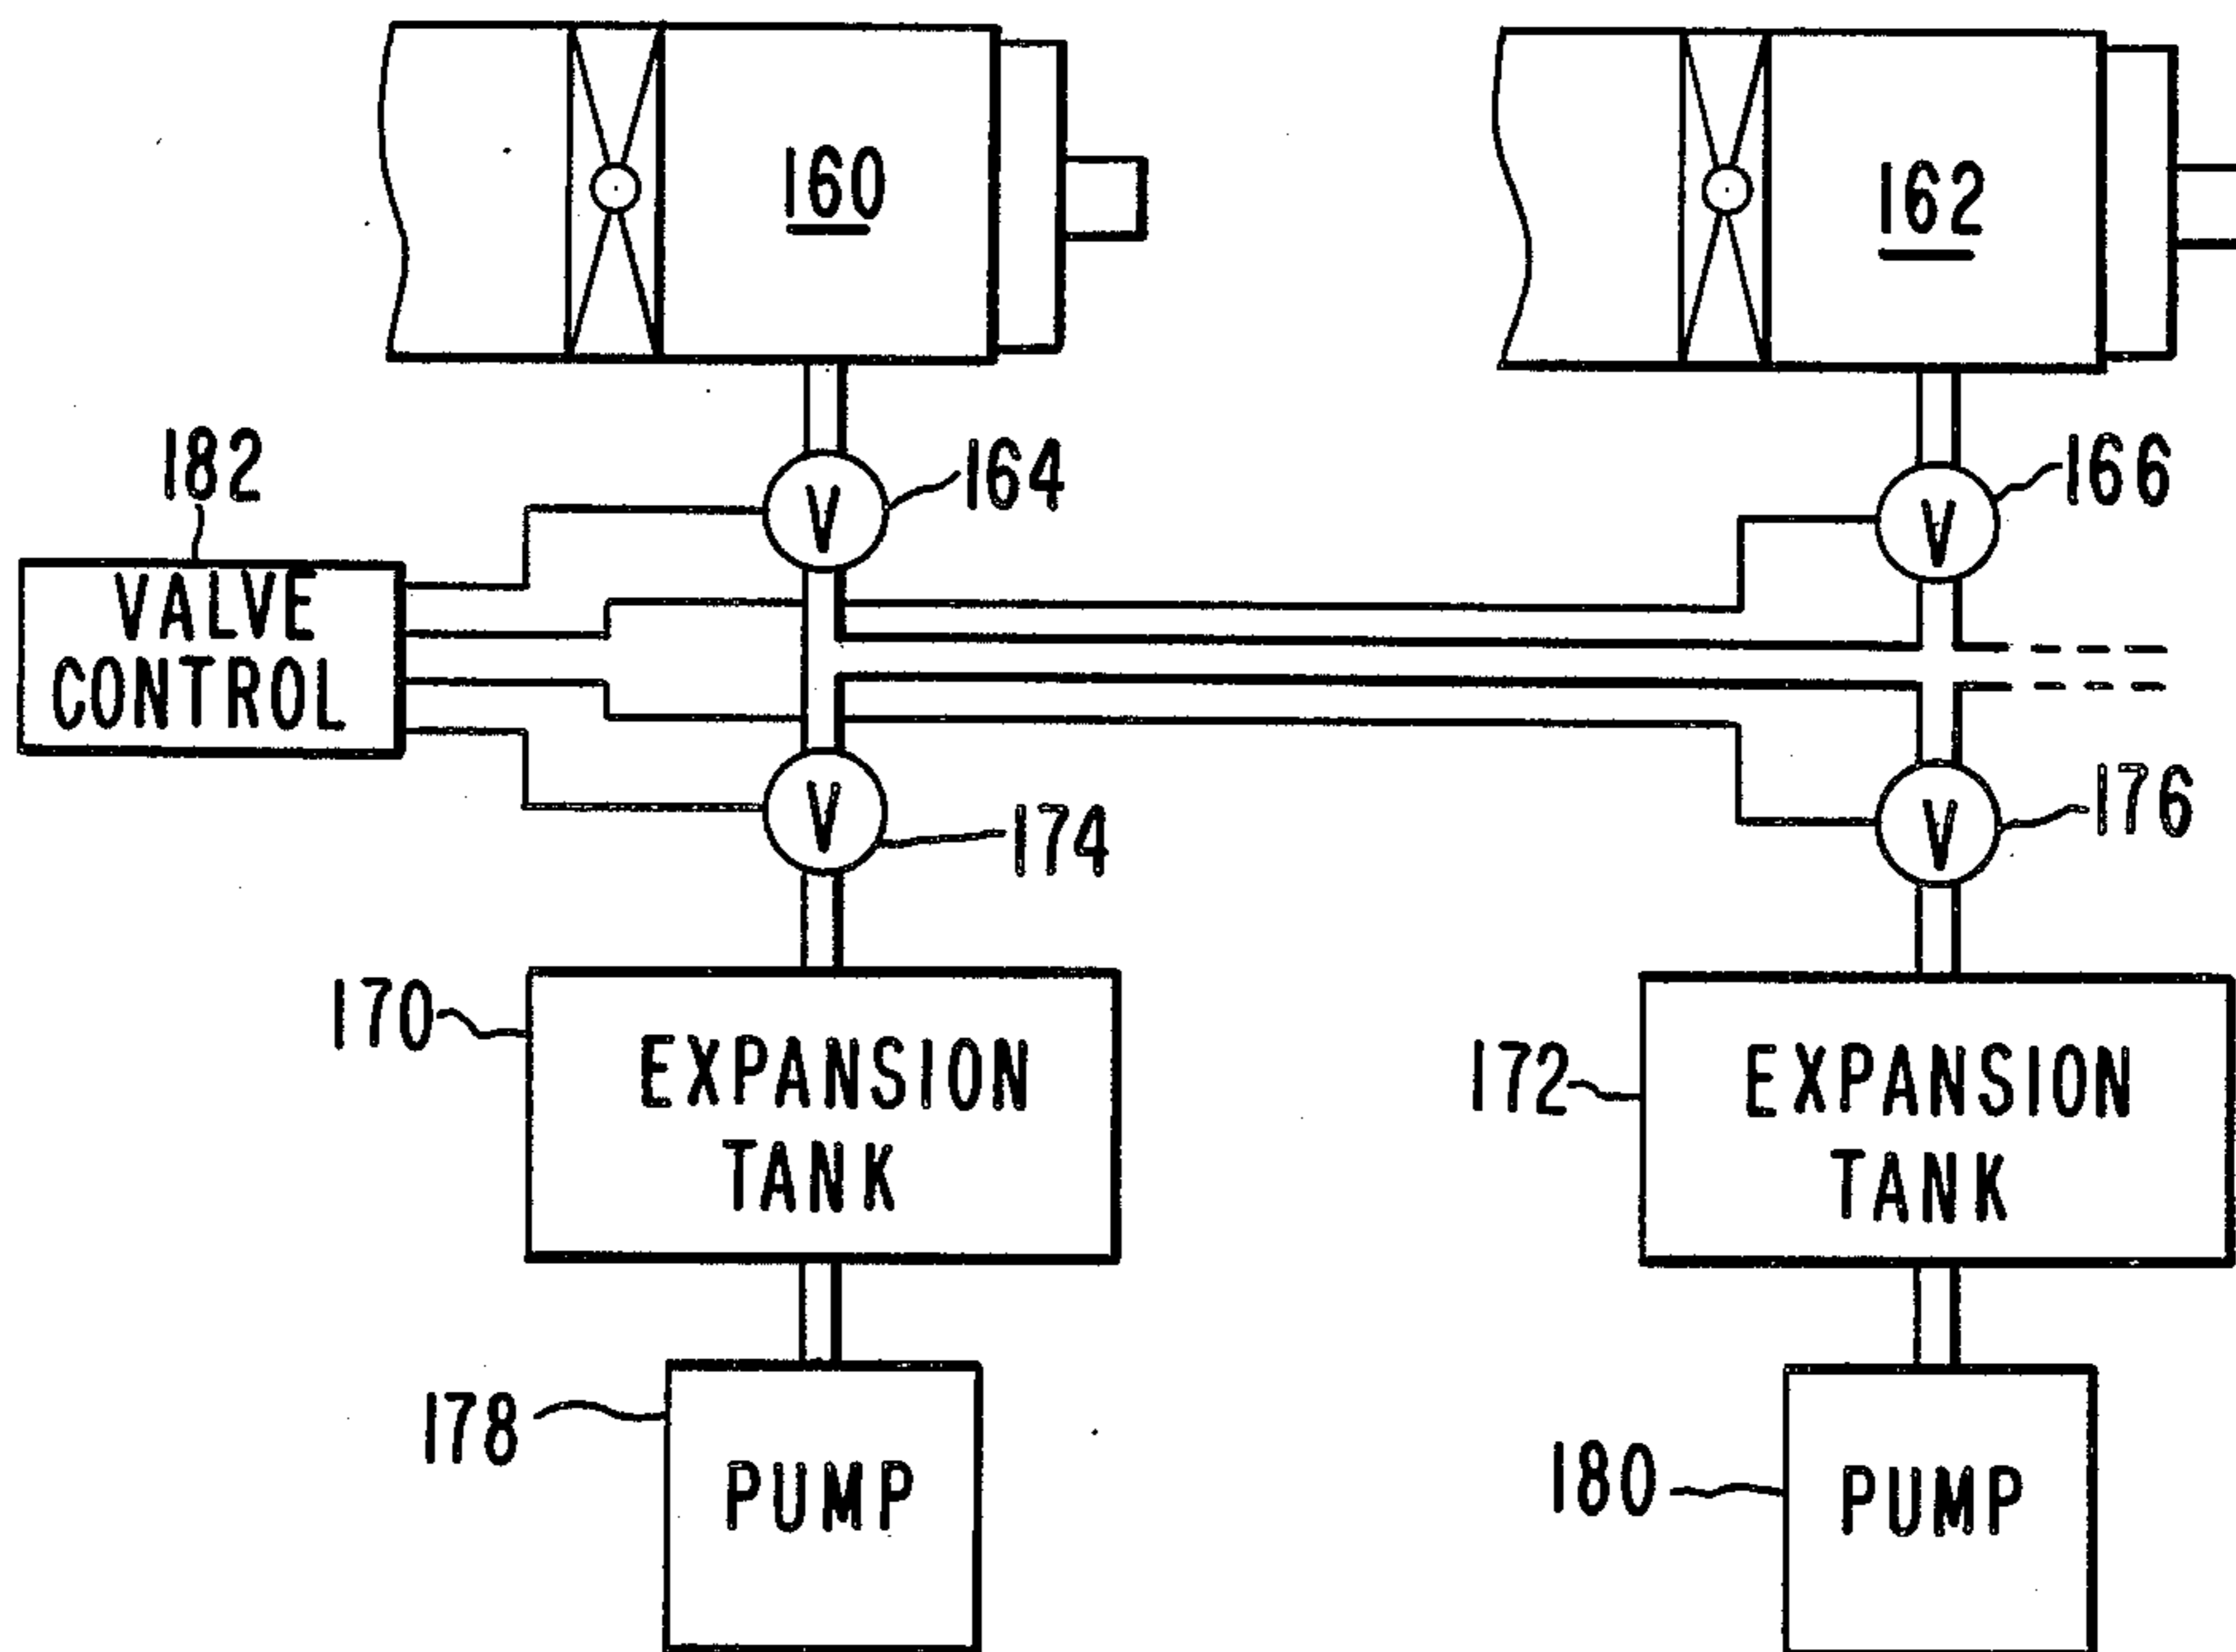 160
162
182
164
166
V
V
VALVE
CONTROL
V
V
174
176
170
EXPANSION
TANK
172
EXPANSION
TANK
178
PUMP
180
PUMP